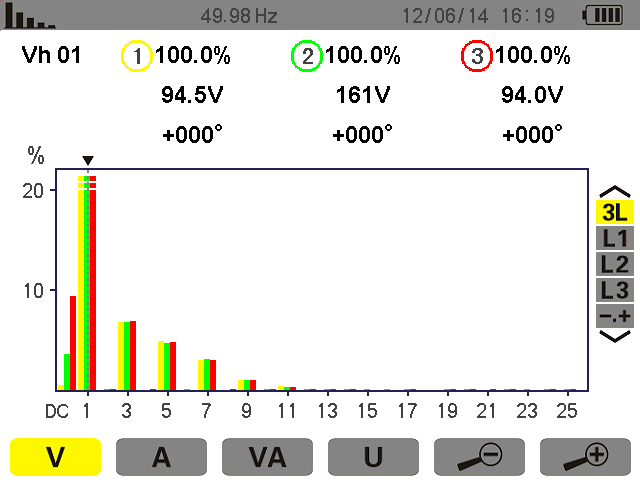 49.98 Hz 12/06/14 16:19
Vh 01 1 100.0% 2 100.0% 3 100.0%
94.5V 161V 94.0V
+000° +000° +000°
%
20
10
DC 1 3 5 7 9 11 13 15 17 19 21 23 25
3L
L1
L2
L3
−.+
V A VA U